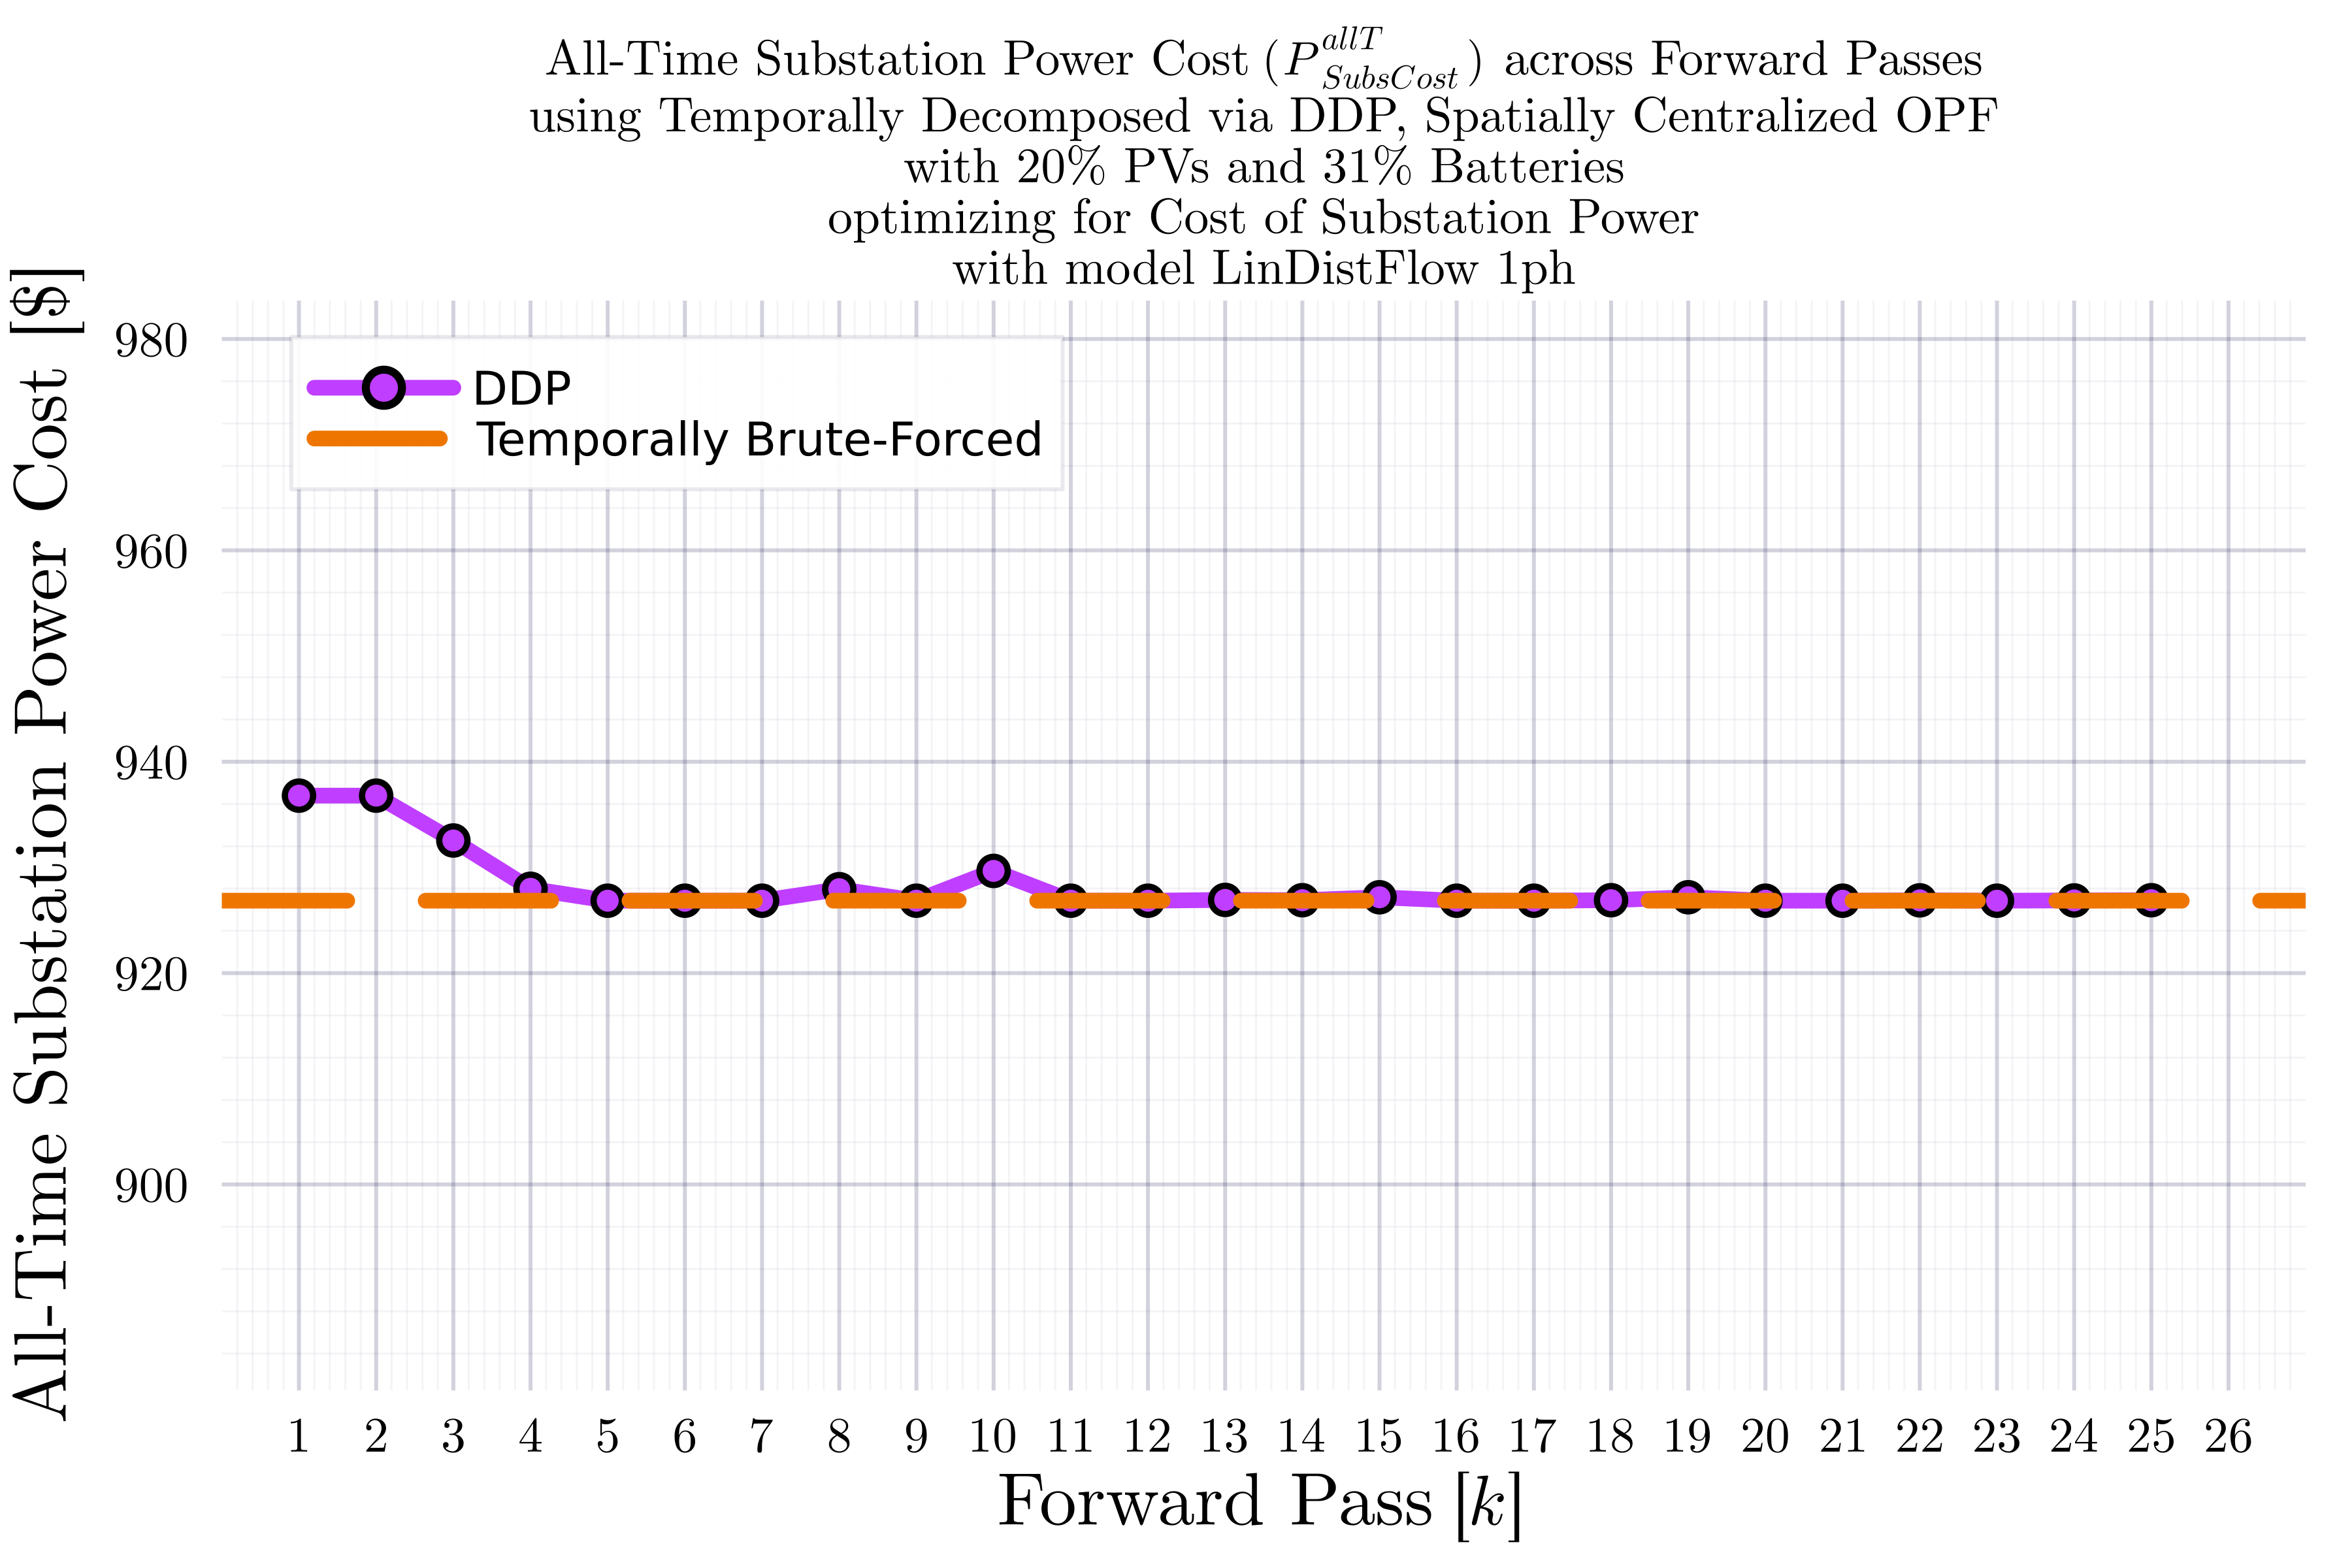 All-Time Substation Power Cost (P^{allT}_{SubsCost}) across Forward Passes
using Temporally Decomposed via DDP, Spatially Centralized OPF
with 20% PVs and 31% Batteries
optimizing for Cost of Substation Power
with model LinDistFlow 1ph
All-Time Substation Power Cost [$]
980
960
940
920
900
DDP
Temporally Brute-Forced
1 2 3 4 5 6 7 8 9 10 11 12 13 14 15 16 17 18 19 20 21 22 23 24 25 26
Forward Pass [k]